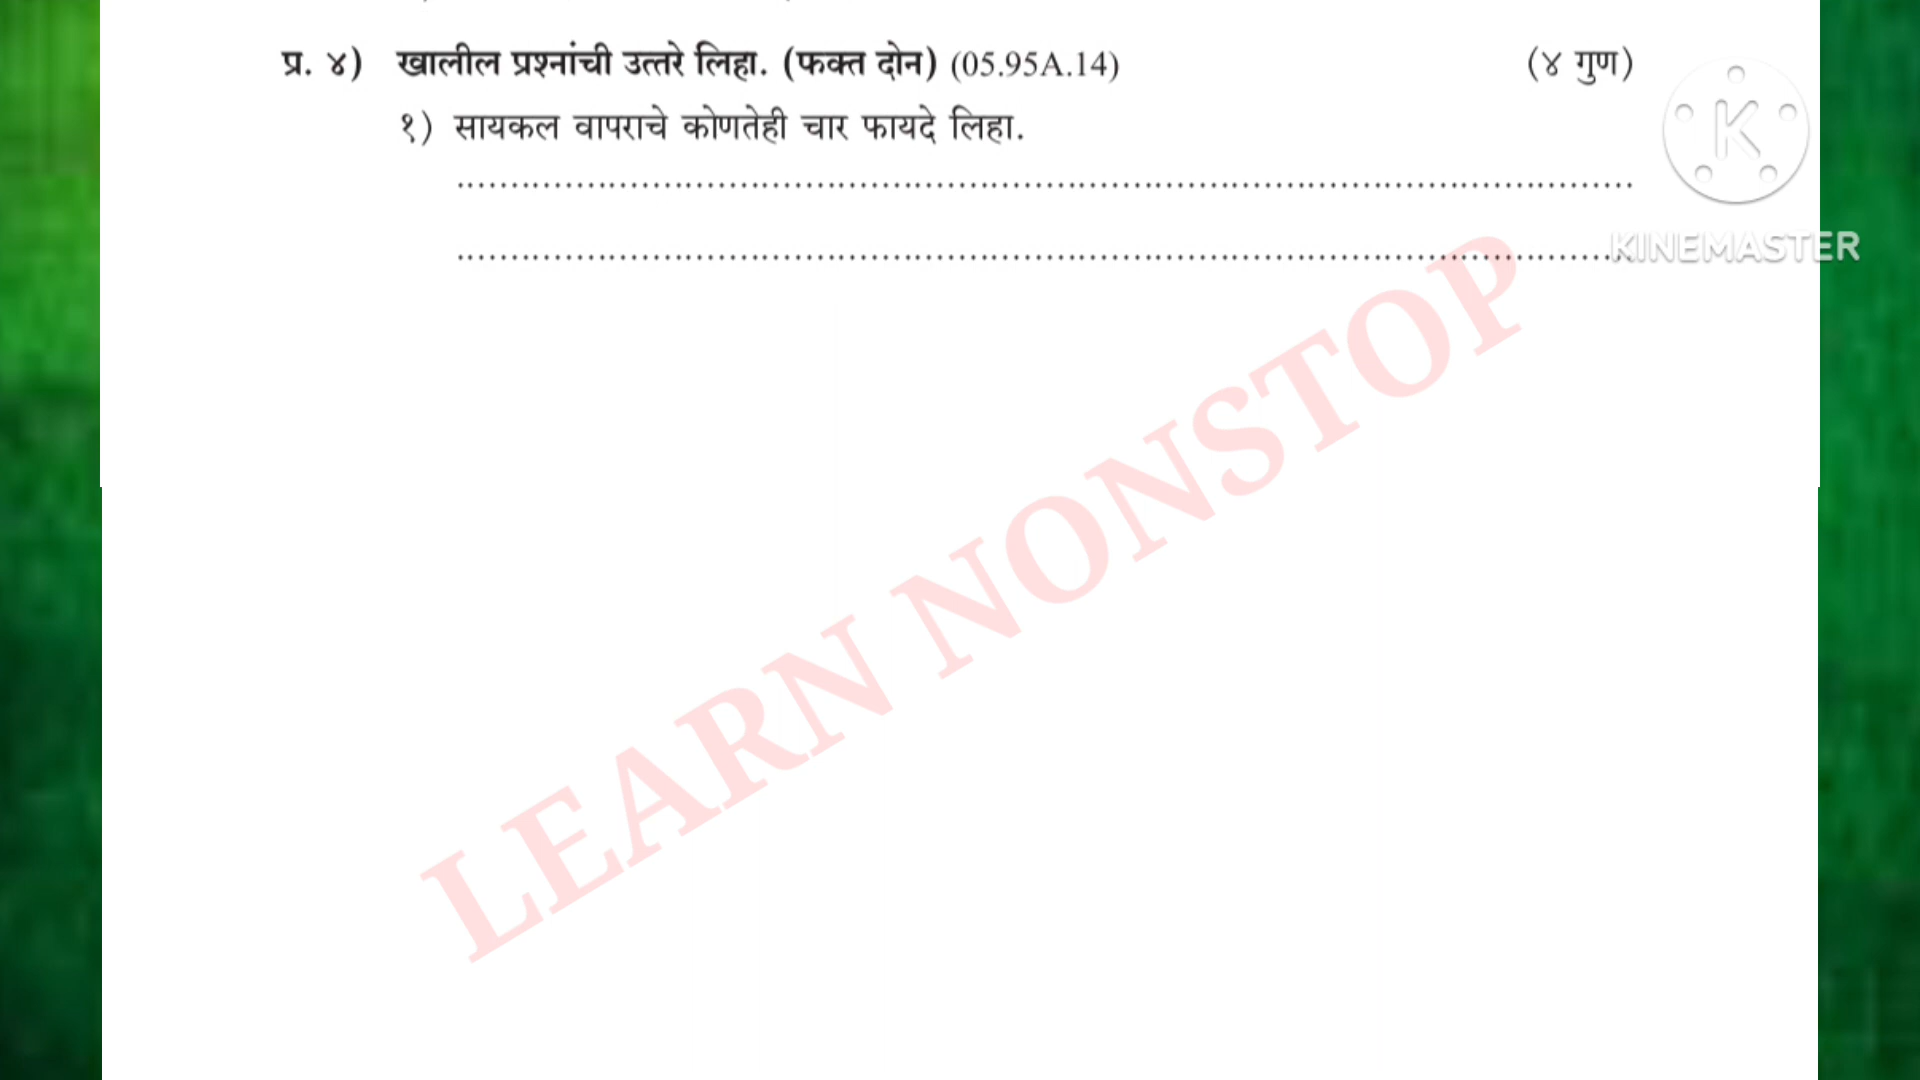 प्र. ४) खालील प्रश्नांची उत्तरे लिहा. (फक्त दोन) (05.95A.14) (४ गुण)
१) सायकल वापराचे कोणतेही चार फायदे लिहा.
K
KINEMASTER
LEARN NONSTOP